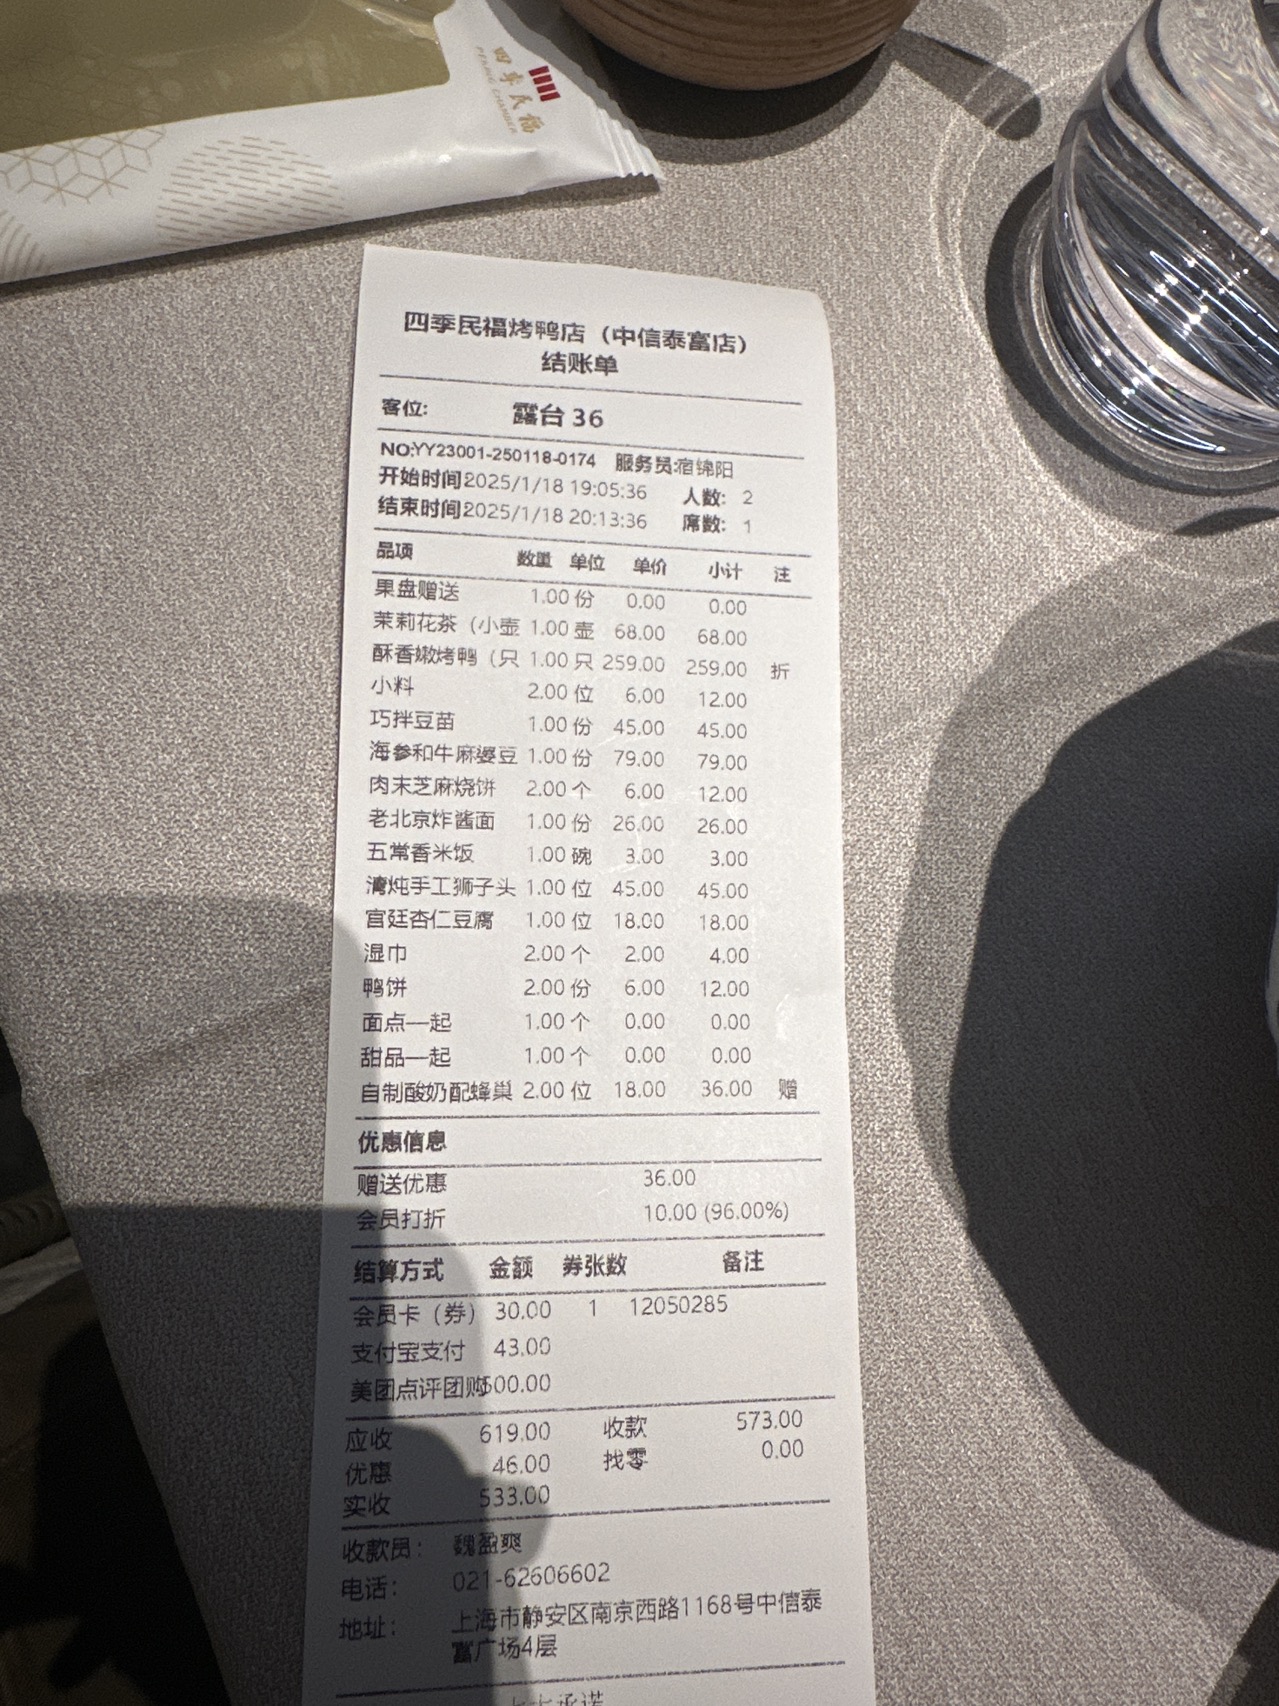 四季民福
四季民福烤鸭店（中信泰富店）
结账单
客位: 露台 36
NO:YY23001-250118-0174 服务员:宿锦阳
开始时间2025/1/18 19:05:36 人数: 2
结束时间2025/1/18 20:13:36 席数: 1
品项 数量 单位 单价 小计 注
果盘赠送 1.00 份 0.00 0.00
茉莉花茶（小壶 1.00 壶 68.00 68.00
酥香嫩烤鸭（只 1.00 只 259.00 259.00 折
小料 2.00 位 6.00 12.00
巧拌豆苗 1.00 份 45.00 45.00
海参和牛麻婆豆 1.00 份 79.00 79.00
肉末芝麻烧饼 2.00 个 6.00 12.00
老北京炸酱面 1.00 份 26.00 26.00
五常香米饭 1.00 碗 3.00 3.00
清炖手工狮子头 1.00 位 45.00 45.00
宫廷杏仁豆腐 1.00 位 18.00 18.00
湿巾 2.00 个 2.00 4.00
鸭饼 2.00 份 6.00 12.00
面点一起 1.00 个 0.00 0.00
甜品一起 1.00 个 0.00 0.00
自制酸奶配蜂巢 2.00 位 18.00 36.00 赠
优惠信息
赠送优惠 36.00
会员打折 10.00 (96.00%)
结算方式 金额 券张数 备注
会员卡（券） 30.00 1 12050285
支付宝支付 43.00
美团点评团购500.00
应收 619.00 收款 573.00
优惠 46.00 找零 0.00
实收 533.00
收款员： 魏盈爽
电话： 021-62606602
地址： 上海市静安区南京西路1168号中信泰
富广场4层